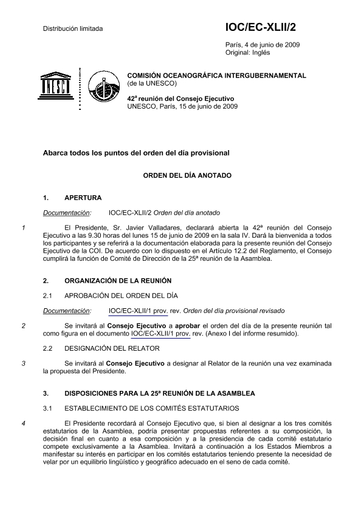 Distribución limitada
IOC/EC-XLII/2
París, 4 de junio de 2009
Original: Inglés
UNESCO
COMISIÓN OCEANOGRÁFICA INTERGUBERNAMENTAL
(de la UNESCO)
42ª reunión del Consejo Ejecutivo
UNESCO, París, 15 de junio de 2009
Abarca todos los puntos del orden del día provisional
ORDEN DEL DÍA ANOTADO
1. APERTURA
Documentación: IOC/EC-XLII/2 Orden del día anotado
1 El Presidente, Sr. Javier Valladares, declarará abierta la 42ª reunión del Consejo
Ejecutivo a las 9.30 horas del lunes 15 de junio de 2009 en la sala IV. Dará la bienvenida a todos
los participantes y se referirá a la documentación elaborada para la presente reunión del Consejo
Ejecutivo de la COI. De acuerdo con lo dispuesto en el Artículo 12.2 del Reglamento, el Consejo
cumplirá la función de Comité de Dirección de la 25ª reunión de la Asamblea.
2. ORGANIZACIÓN DE LA REUNIÓN
2.1 APROBACIÓN DEL ORDEN DEL DÍA
Documentación: IOC/EC-XLII/1 prov. rev. Orden del día provisional revisado
2 Se invitará al Consejo Ejecutivo a aprobar el orden del día de la presente reunión tal
como figura en el documento IOC/EC-XLII/1 prov. rev. (Anexo I del informe resumido).
2.2 DESIGNACIÓN DEL RELATOR
3 Se invitará al Consejo Ejecutivo a designar al Relator de la reunión una vez examinada
la propuesta del Presidente.
3. DISPOSICIONES PARA LA 25ª REUNIÓN DE LA ASAMBLEA
3.1 ESTABLECIMIENTO DE LOS COMITÉS ESTATUTARIOS
4 El Presidente recordará al Consejo Ejecutivo que, si bien al designar a los tres comités
estatutarios de la Asamblea, podría presentar propuestas referentes a su composición, la
decisión final en cuanto a esa composición y a la presidencia de cada comité estatutario
compete exclusivamente a la Asamblea. Invitará a continuación a los Estados Miembros a
manifestar su interés en participar en los comités estatutarios teniendo presente la necesidad de
velar por un equilibrio lingüístico y geográfico adecuado en el seno de cada comité.